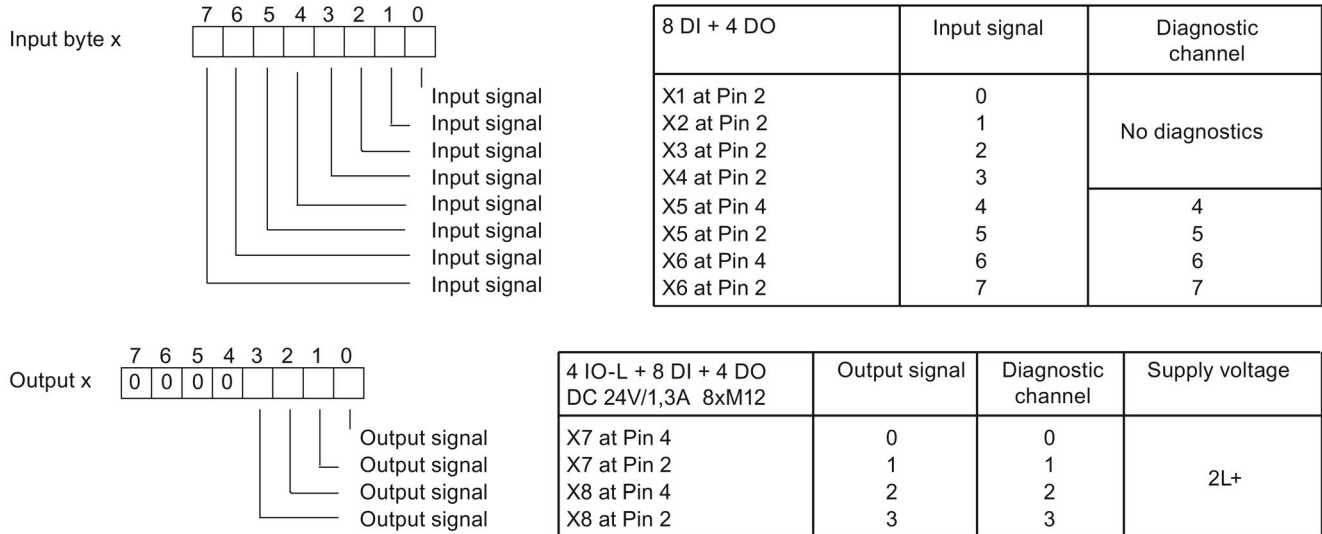 7 6 5 4 3 2 1 0
Input byte x
Input signal
Input signal
Input signal
Input signal
Input signal
Input signal
Input signal
Input signal
8 DI + 4 DO Input signal Diagnostic channel
X1 at Pin 2 0 No diagnostics
X2 at Pin 2 1
X3 at Pin 2 2
X4 at Pin 2 3
X5 at Pin 4 4 4
X5 at Pin 2 5 5
X6 at Pin 4 6 6
X6 at Pin 2 7 7
7 6 5 4 3 2 1 0
Output x 0 0 0 0
Output signal
Output signal
Output signal
Output signal
4 IO-L + 8 DI + 4 DO Output signal Diagnostic Supply voltage
DC 24V/1,3A 8xM12 channel
X7 at Pin 4 0 0
X7 at Pin 2 1 1 2L+
X8 at Pin 4 2 2
X8 at Pin 2 3 3